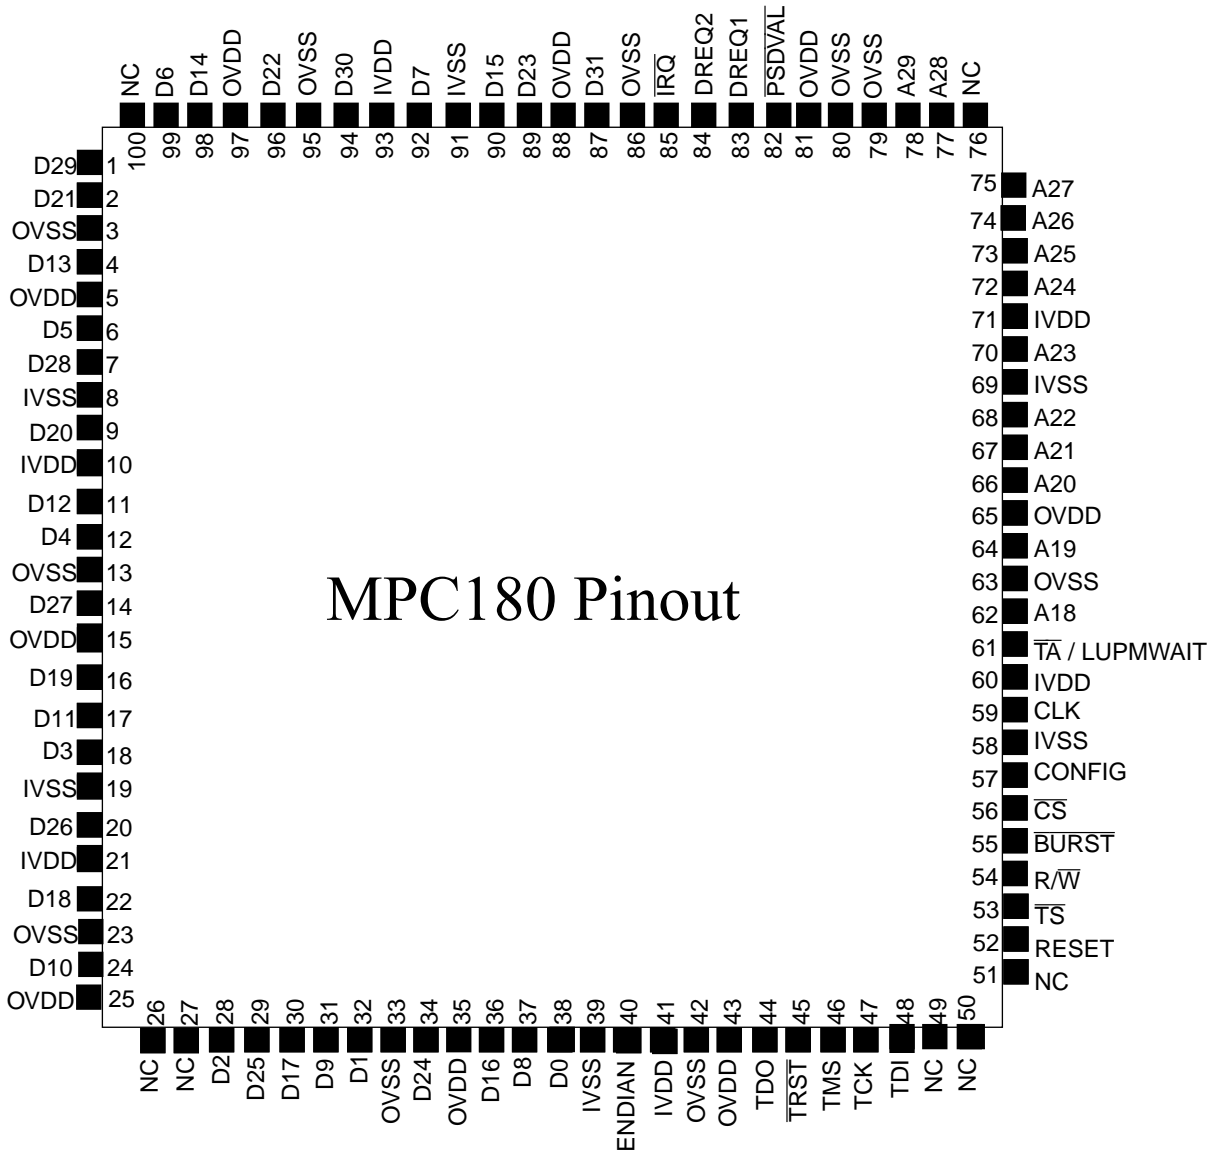 NC D6 D14 OVDD D22 OVSS D30 IVDD D7 IVSS D15 D23 OVDD D31 OVSS IRQ DREQ2 DREQ1 PSDVAL OVDD OVSS OVSS A29 A28 NC
100 99 98 97 96 95 94 93 92 91 90 89 88 87 86 85 84 83 82 81 80 79 78 77 76
D29 1
D21 2
OVSS 3
D13 4
OVDD 5
D5 6
D28 7
IVSS 8
D20 9
IVDD 10
D12 11
D4 12
OVSS 13
D27 14
OVDD 15
D19 16
D11 17
D3 18
IVSS 19
D26 20
IVDD 21
D18 22
OVSS 23
D10 24
OVDD 25
MPC180 Pinout
75 A27
74 A26
73 A25
72 A24
71 IVDD
70 A23
69 IVSS
68 A22
67 A21
66 A20
65 OVDD
64 A19
63 OVSS
62 A18
61 TA / LUPMWAIT
60 IVDD
59 CLK
58 IVSS
57 CONFIG
56 CS
55 BURST
54 R/W
53 TS
52 RESET
51 NC
26 27 28 29 30 31 32 33 34 35 36 37 38 39 40 41 42 43 44 45 46 47 48 49 50
NC NC D2 D25 D17 D9 D1 OVSS D24 OVDD D16 D8 D0 IVSS ENDIAN IVDD OVSS OVDD TDO TRST TMS TCK TDI NC NC